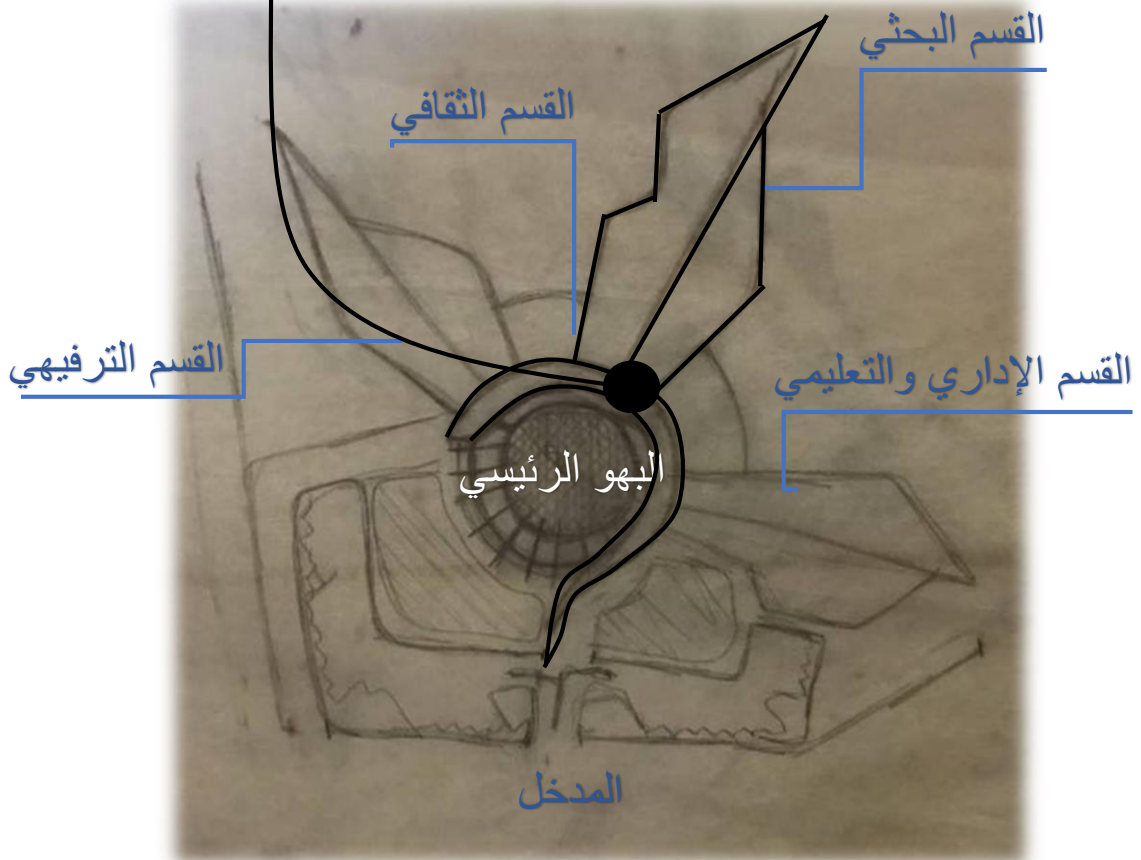 القسم البحثي
القسم الثقافي
القسم الترفيهي
القسم الإداري والتعليمي
البهو الرئيسي
المدخل